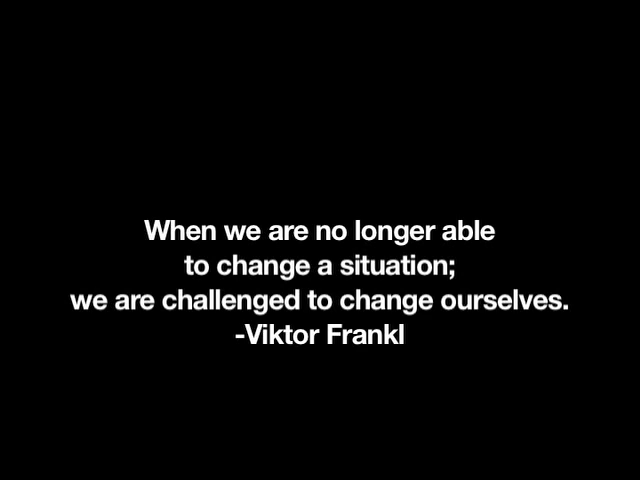 When we are no longer able
to change a situation;
we are challenged to change ourselves.
-Viktor Frankl